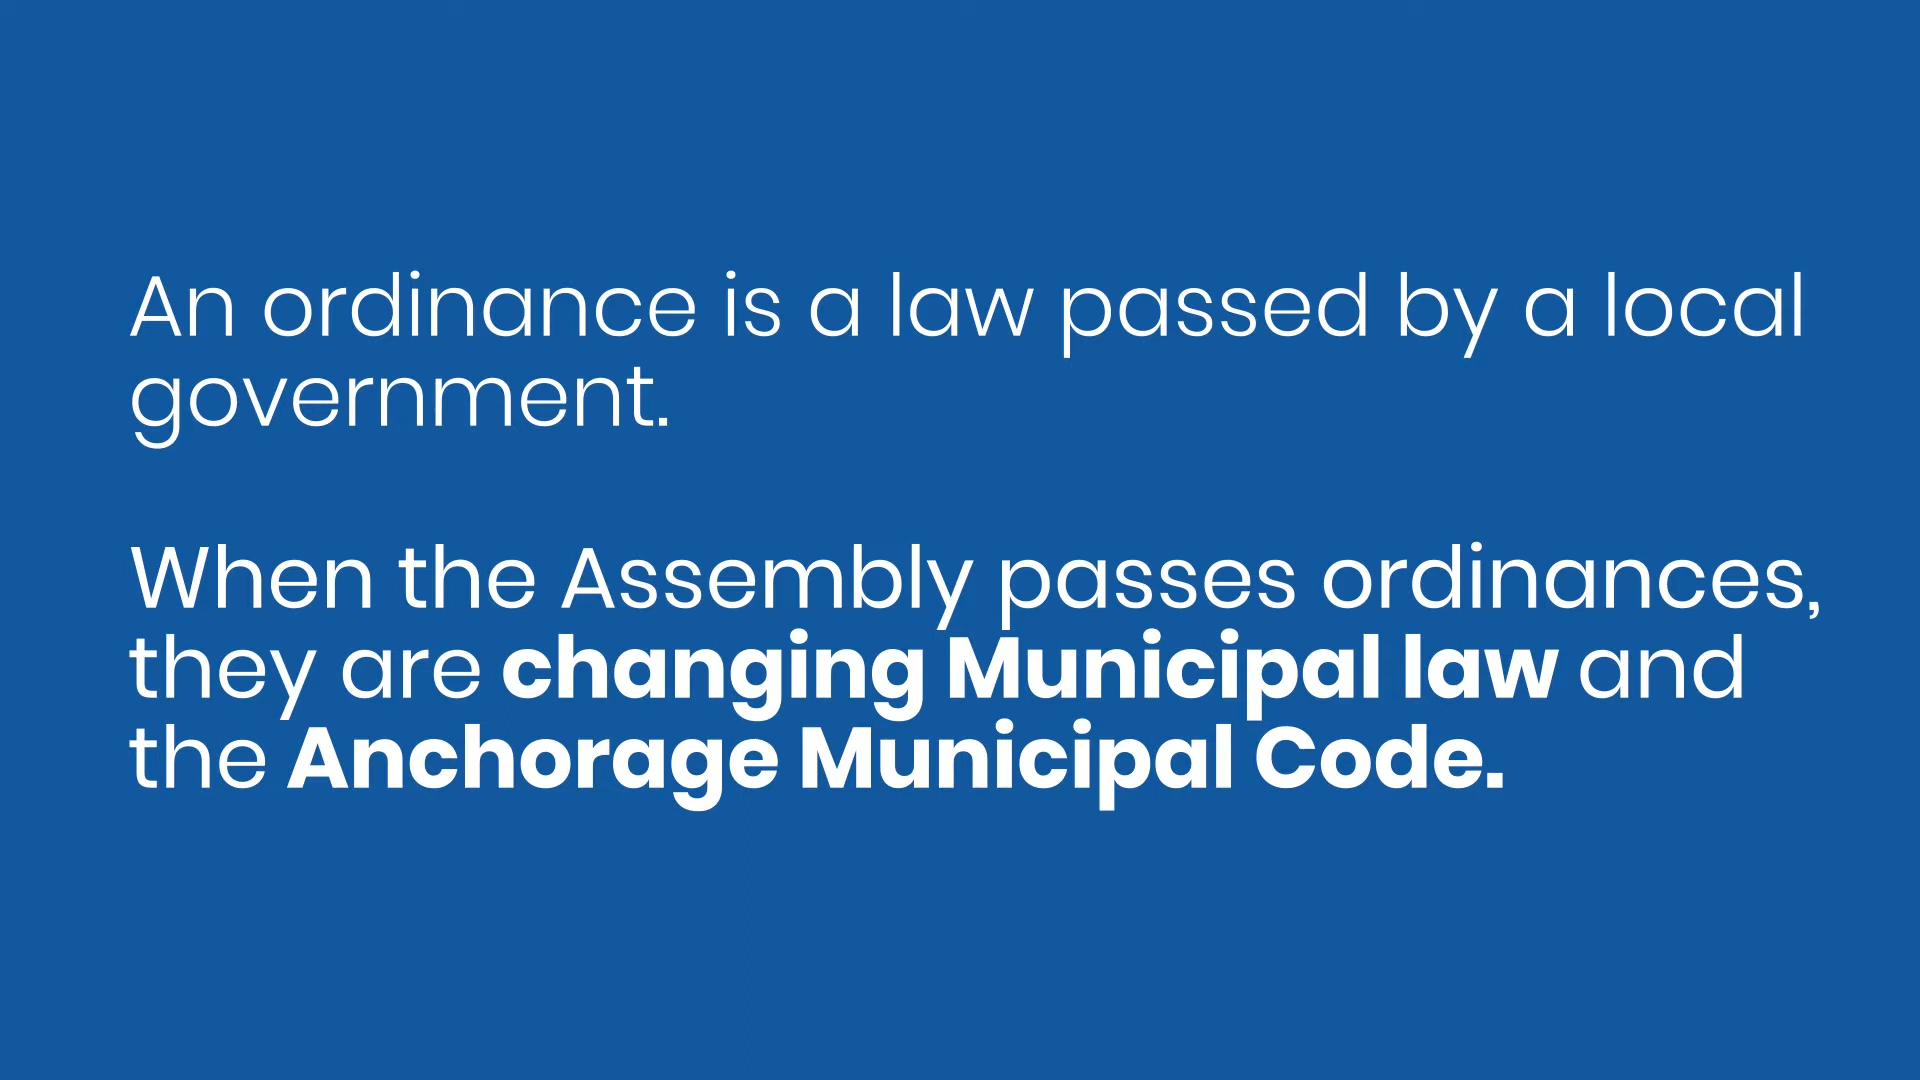 An ordinance is a law passed by a local
government.
When the Assembly passes ordinances,
they are changing Municipal law and
the Anchorage Municipal Code.